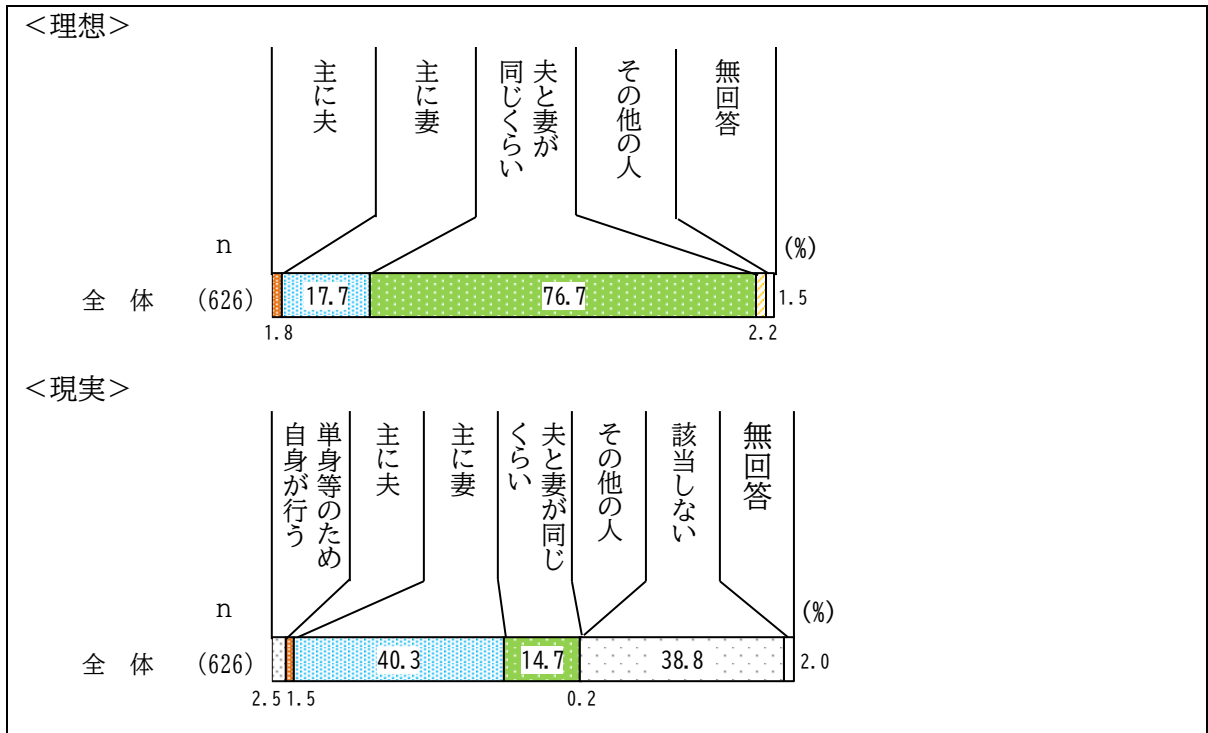 ＜理想＞
主に夫
主に妻
夫と妻が
同じくらい
その他の人
無回答
n
(%)
全 体 (626)
17.7
76.7
1.5
1.8
2.2
＜現実＞
単身等のため
自身が行う
主に夫
主に妻
夫と妻が同じ
くらい
その他の人
該当しない
無回答
n
(%)
全 体 (626)
40.3
14.7
38.8
2.0
2.5
1.5
0.2